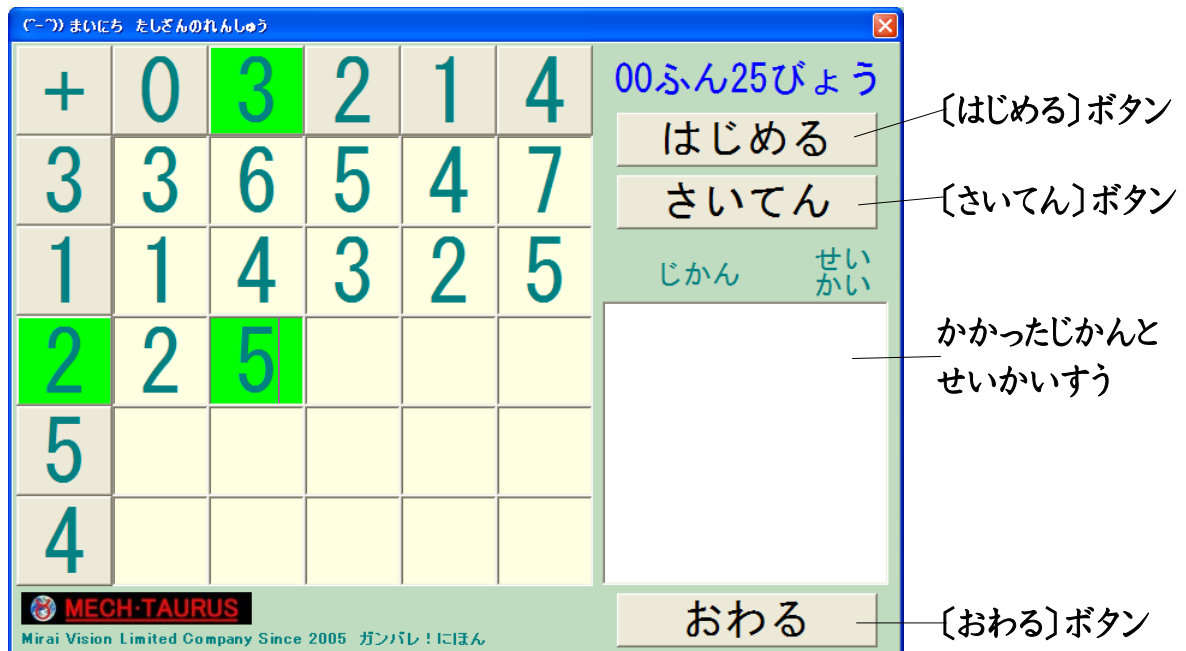 (^-^)) まいにち たしざんのれんしゅう
+ 0 3 2 1 4
3 3 6 5 4 7
1 1 4 3 2 5
2 2 5
5
4
00ふん25びょう
はじめる
さいてん
じかん
せい
かい
おわる
MECH・TAURUS
Mirai Vision Limited Company Since 2005 ガンバレ！にほん
〔はじめる〕ボタン
〔さいてん〕ボタン
かかったじかんと
せいかいすう
〔おわる〕ボタン